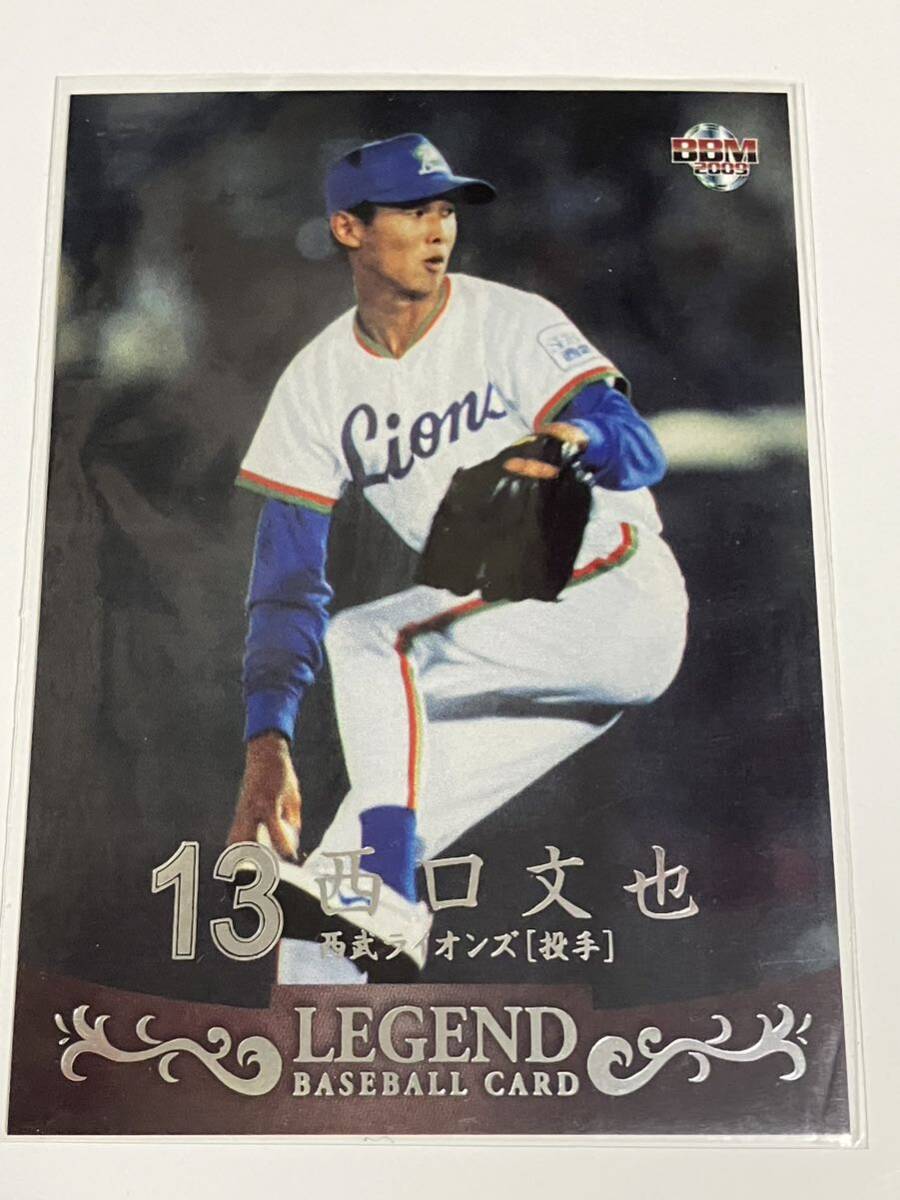 BBM
2009
Lions
13 西口文也
西武ライオンズ[投手]
LEGEND
BASEBALL CARD